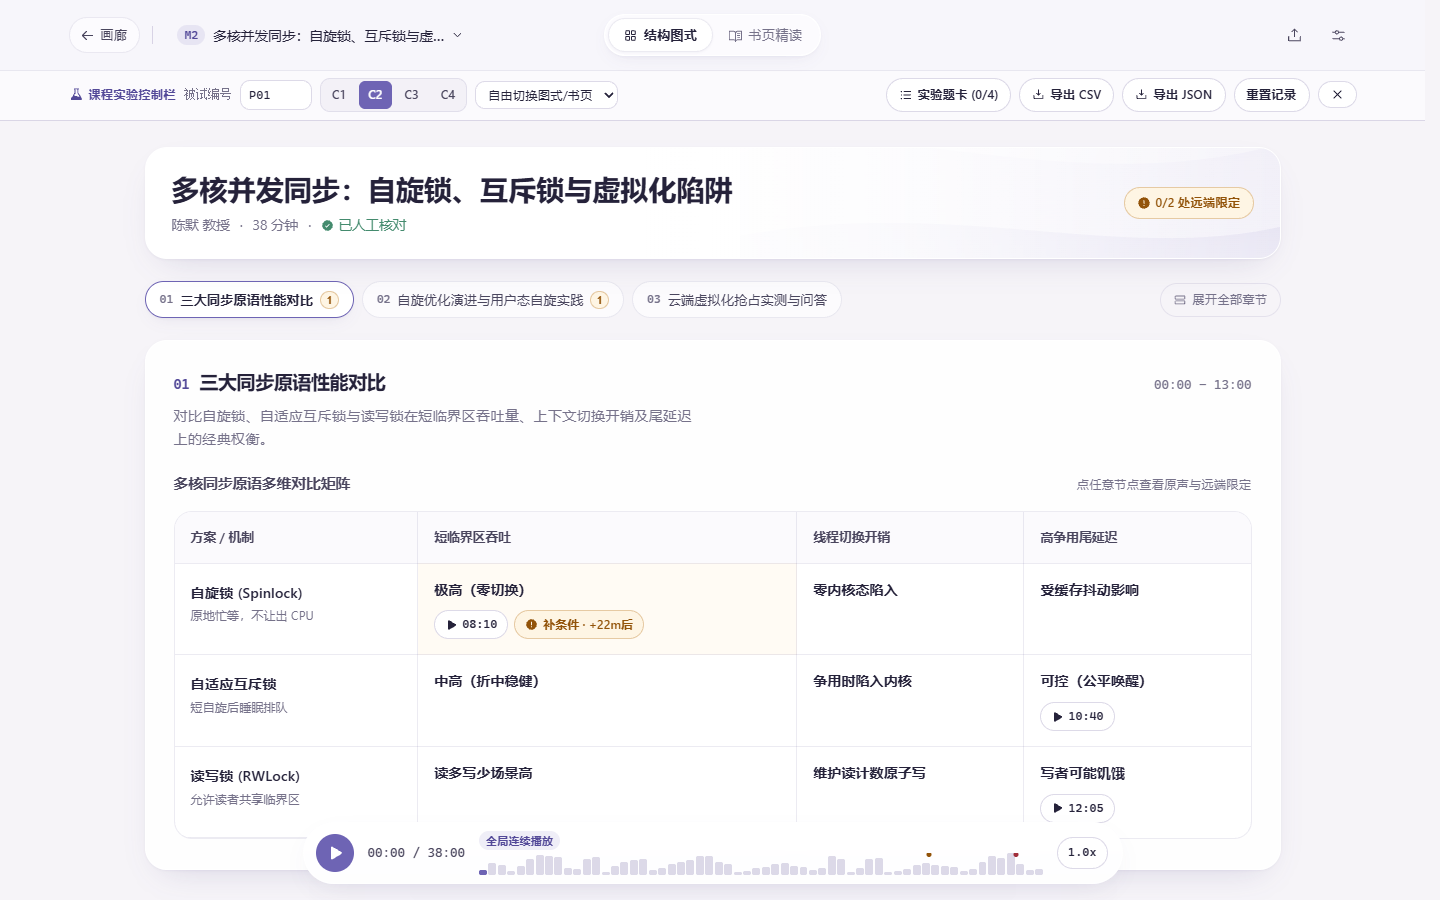 画廊
M2 多核并发同步：自旋锁、互斥锁与虚...
结构图式
书页精读
课程实验控制栏 被试编号 P01 C1 C2 C3 C4 自由切换图式/书页
实验题卡 (0/4) 导出 CSV 导出 JSON 重置记录
多核并发同步：自旋锁、互斥锁与虚拟化陷阱
陈默 教授 · 38 分钟 · 已人工核对
0/2 处远端限定
01 三大同步原语性能对比 1
02 自旋优化演进与用户态自旋实践 1
03 云端虚拟化抢占实测与问答
展开全部章节
01 三大同步原语性能对比
00:00 – 13:00
对比自旋锁、自适应互斥锁与读写锁在短临界区吞吐量、上下文切换开销及尾延迟
上的经典权衡。
多核同步原语多维对比矩阵
点任意节点查看原声与远端限定
方案 / 机制 短临界区吞吐 线程切换开销 高争用尾延迟
自旋锁 (Spinlock)
原地忙等，不让出 CPU
极高（零切换）
08:10 补条件 · +22m后
零内核态陷入
受缓存抖动影响
自适应互斥锁
短自旋后睡眠排队
中高（折中稳健）
争用时陷入内核
可控（公平唤醒）
10:40
读写锁 (RWLock)
允许读者共享临界区
读多写少场景高
维护读计数原子写
写者可能饥饿
12:05
00:00 / 38:00
全局连续播放
1.0x